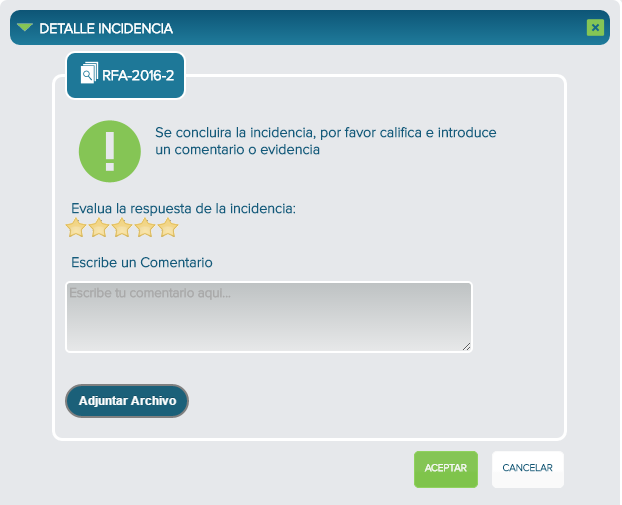 DETALLE INCIDENCIA
RFA-2016-2
Se concluira la incidencia, por favor califica e introduce
un comentario o evidencia
Evalua la respuesta de la incidencia:
Escribe un Comentario
Escribe tu comentario aqui...
Adjuntar Archivo
ACEPTAR
CANCELAR